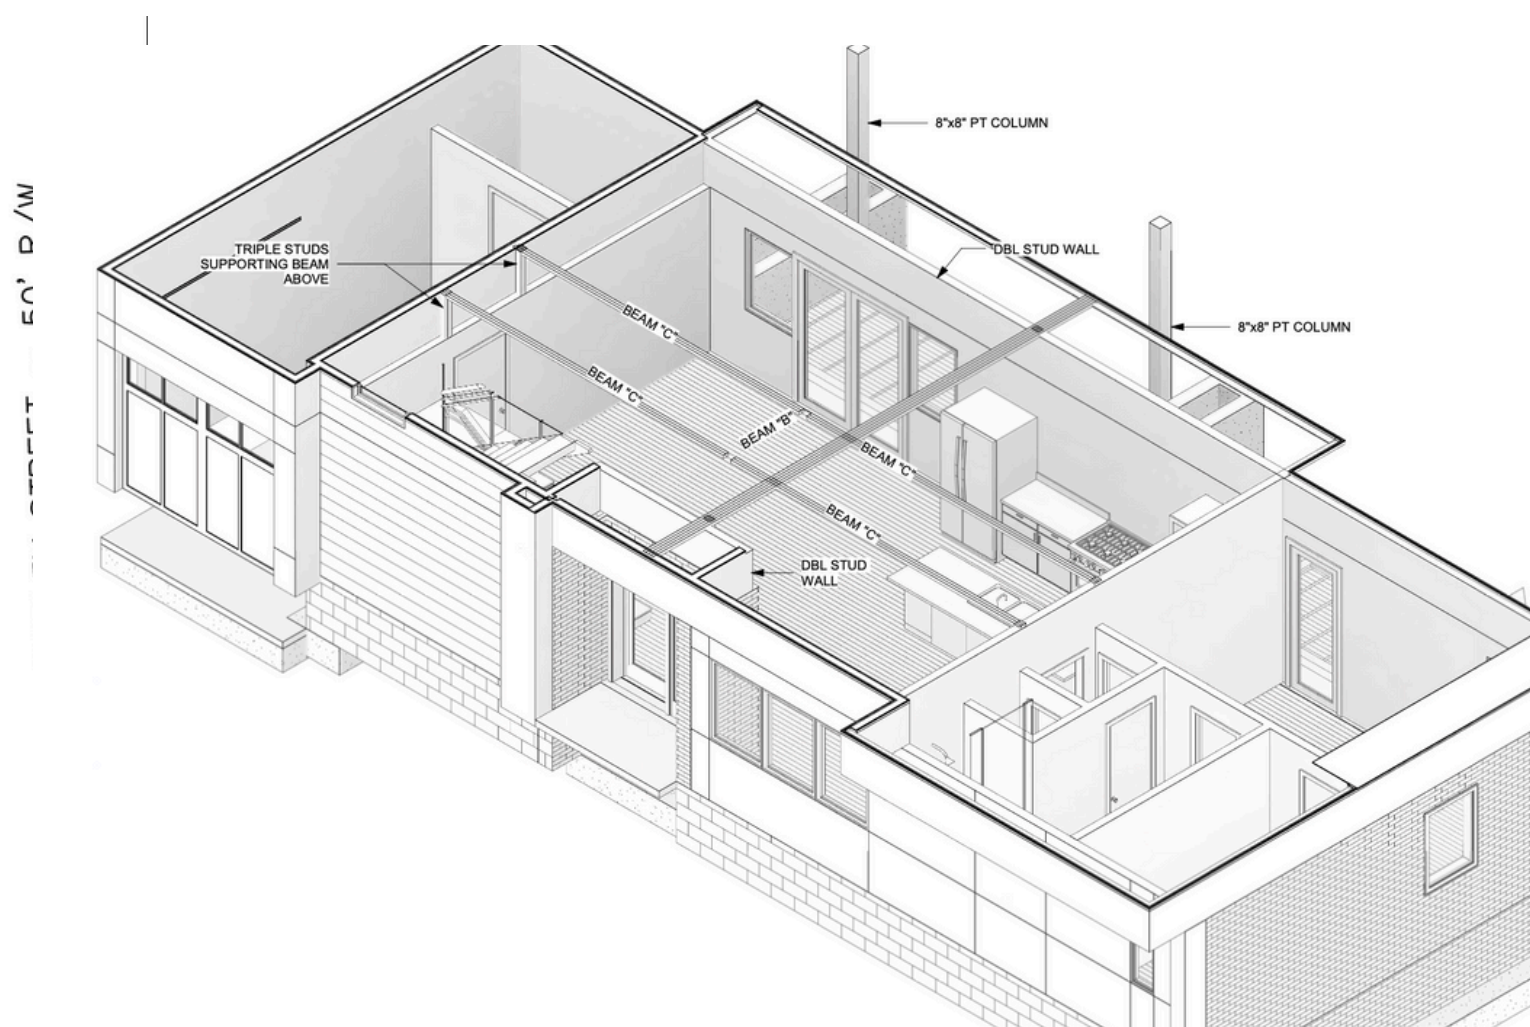 8"x8" PT COLUMN
TRIPLE STUDS
SUPPORTING BEAM
ABOVE
DBL STUD WALL
8"x8" PT COLUMN
BEAM "C"
BEAM "C"
BEAM "B"
BEAM "C"
BEAM "C"
DBL STUD
WALL
50' R/W